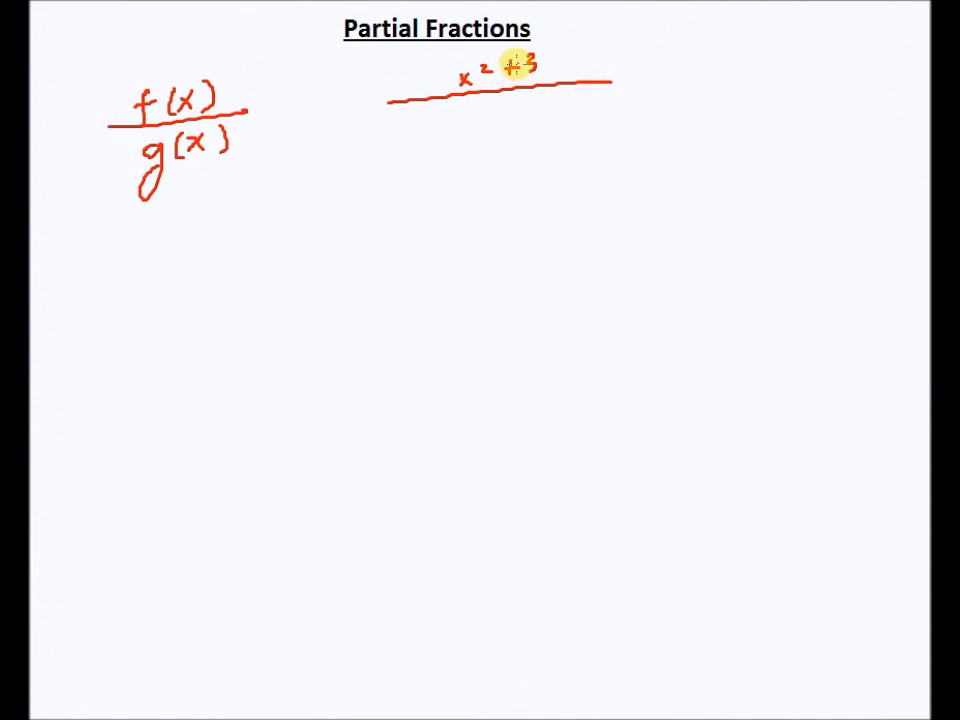 Partial Fractions
f(x)
g(x)
x² + 3